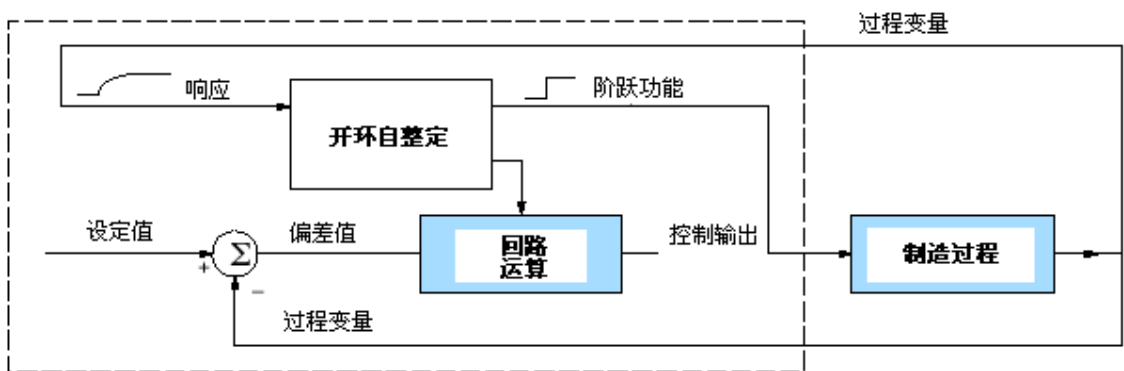 过程变量
响应
阶跃功能
开环自整定
设定值
偏差值
回路
运算
控制输出
制造过程
+
Σ
−
过程变量